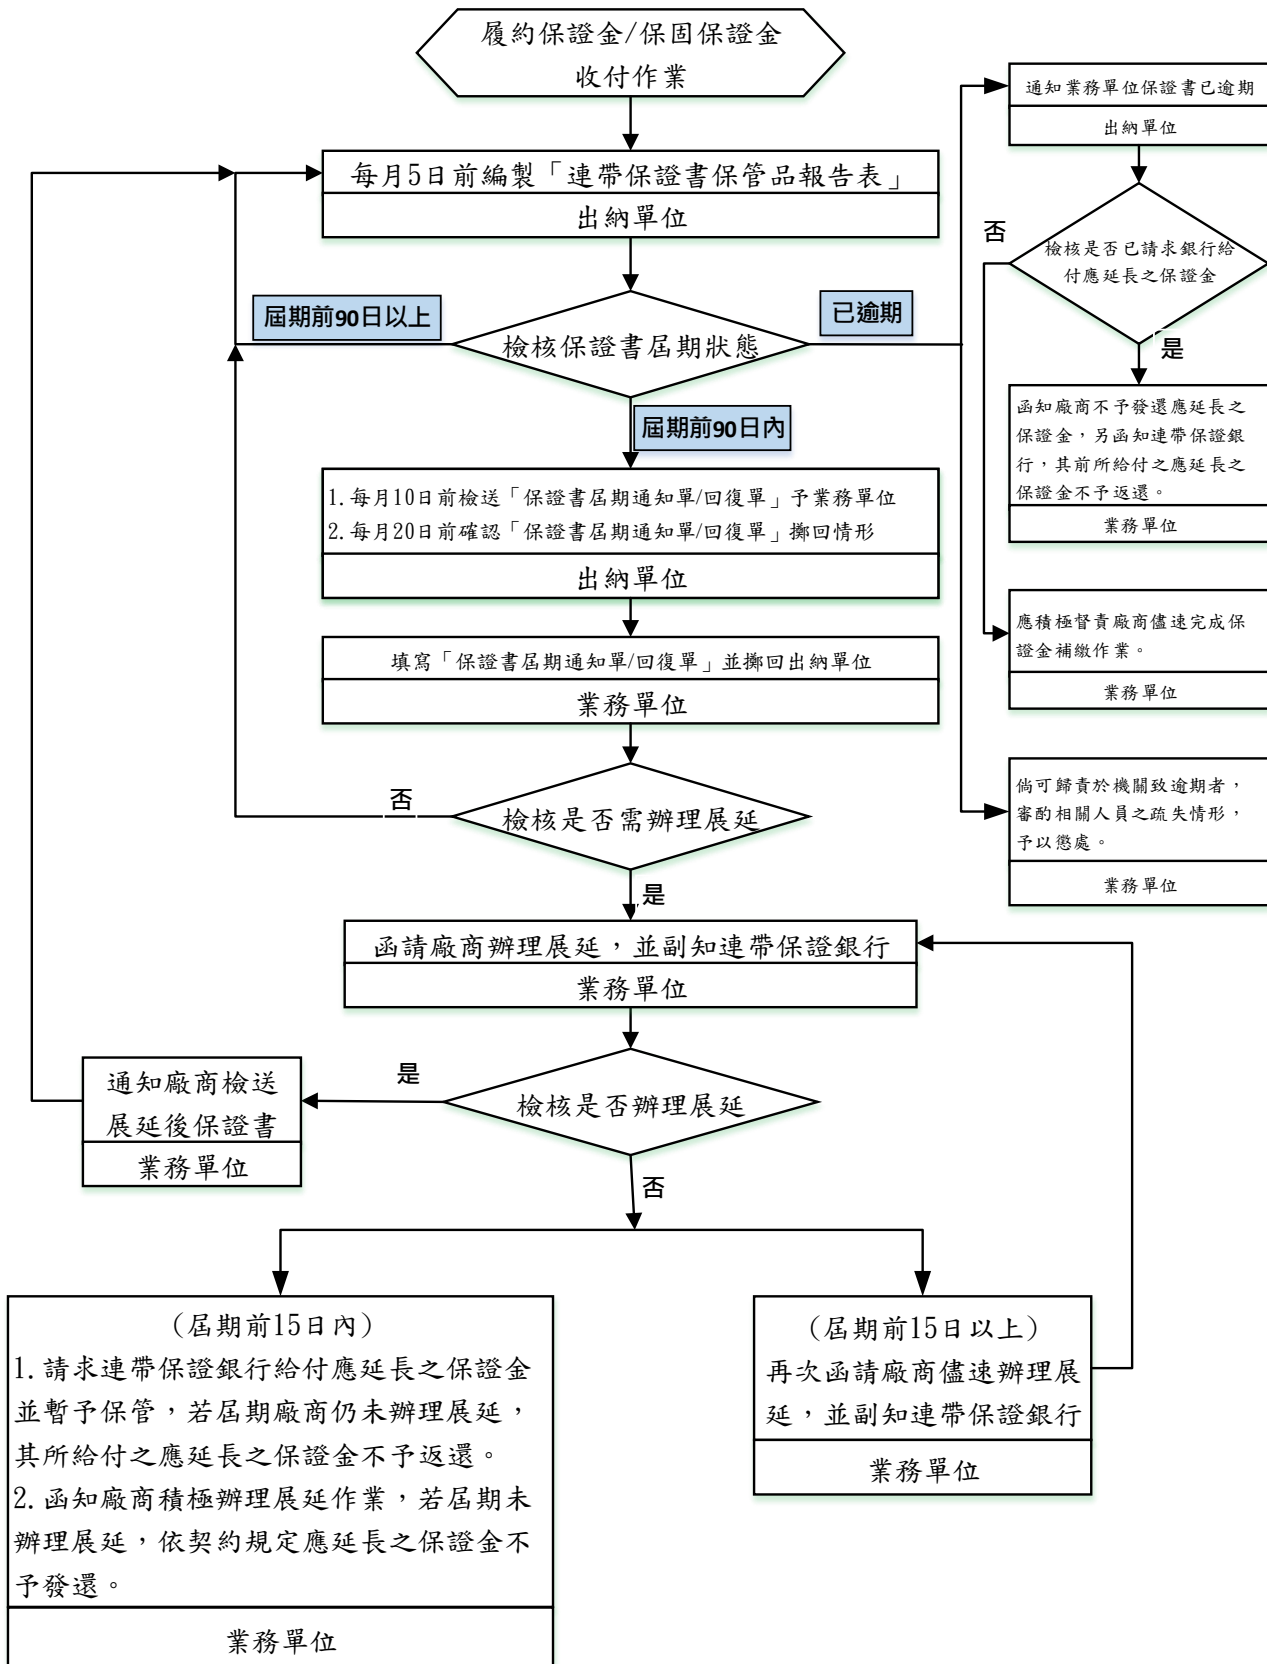 履約保證金/保固保證金
收付作業
每月5日前編製「連帶保證書保管品報告表」
出納單位
屆期前90日以上
檢核保證書屆期狀態
已逾期
屆期前90日內
1.每月10日前檢送「保證書屆期通知單/回復單」予業務單位
2.每月20日前確認「保證書屆期通知單/回復單」擲回情形
出納單位
填寫「保證書屆期通知單/回復單」並擲回出納單位
業務單位
否
檢核是否需辦理展延
是
函請廠商辦理展延，並副知連帶保證銀行
業務單位
檢核是否辦理展延
是
通知廠商檢送
展延後保證書
業務單位
否
(屆期前15日內)
1.請求連帶保證銀行給付應延長之保證金
並暫予保管，若屆期廠商仍未辦理展延，
其所給付之應延長之保證金不予返還。
2.函知廠商積極辦理展延作業，若屆期未
辦理展延，依契約規定應延長之保證金不
予發還。
業務單位
(屆期前15日以上)
再次函請廠商儘速辦理展
延，並副知連帶保證銀行
業務單位
通知業務單位保證書已逾期
出納單位
否
檢核是否已請求銀行給
付應延長之保證金
是
函知廠商不予發還應延長之
保證金，另函知連帶保證銀
行，其前所給付之應延長之
保證金不予返還。
業務單位
應積極督責廠商儘速完成保
證金補繳作業。
業務單位
倘可歸責於機關致逾期者，
審酌相關人員之疏失情形，
予以懲處。
業務單位